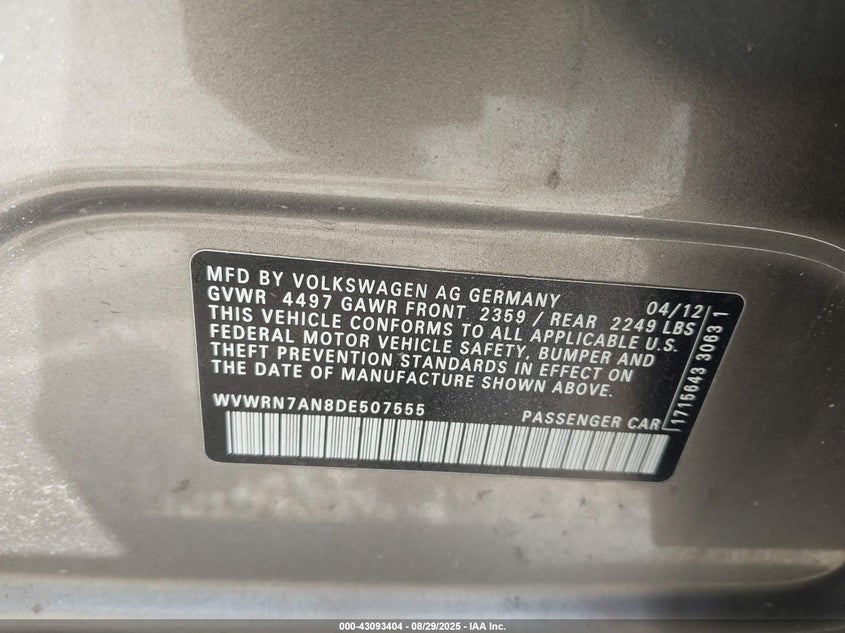 MFD BY VOLKSWAGEN AG GERMANY 04/12
GVWR 4497 GAWR FRONT 2359 / REAR 2249 LBS
THIS VEHICLE CONFORMS TO ALL APPLICABLE U.S.
FEDERAL MOTOR VEHICLE SAFETY, BUMPER AND
THEFT PREVENTION STANDARDS IN EFFECT ON
THE DATE OF MANUFACTURE SHOWN ABOVE.
WVWRN7AN8DE507555 PASSENGER CAR
1715643 3063 1
000-43093404 - 08/29/2025 - IAA Inc.